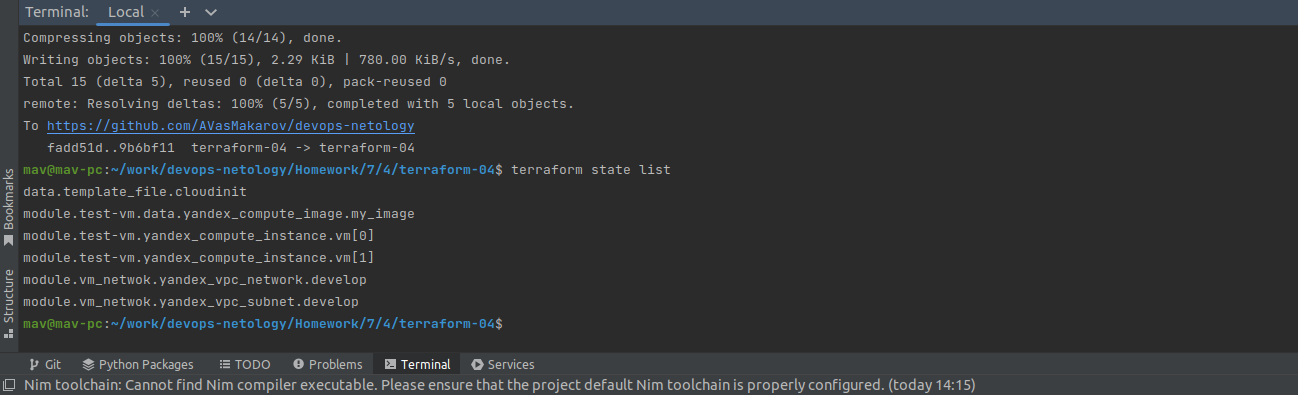 Terminal: Local × + ⌄
Compressing objects: 100% (14/14), done.
Writing objects: 100% (15/15), 2.29 KiB | 780.00 KiB/s, done.
Total 15 (delta 5), reused 0 (delta 0), pack-reused 0
remote: Resolving deltas: 100% (5/5), completed with 5 local objects.
To https://github.com/AVasMakarov/devops-netology
   fadd51d..9b6bf11  terraform-04 -> terraform-04
mav@mav-pc:~/work/devops-netology/Homework/7/4/terraform-04$ terraform state list
data.template_file.cloudinit
module.test-vm.data.yandex_compute_image.my_image
module.test-vm.yandex_compute_instance.vm[0]
module.test-vm.yandex_compute_instance.vm[1]
module.vm_netwok.yandex_vpc_network.develop
module.vm_netwok.yandex_vpc_subnet.develop
mav@mav-pc:~/work/devops-netology/Homework/7/4/terraform-04$
Bookmarks
Structure
Git Python Packages TODO Problems Terminal Services
Nim toolchain: Cannot find Nim compiler executable. Please ensure that the project default Nim toolchain is properly configured. (today 14:15)